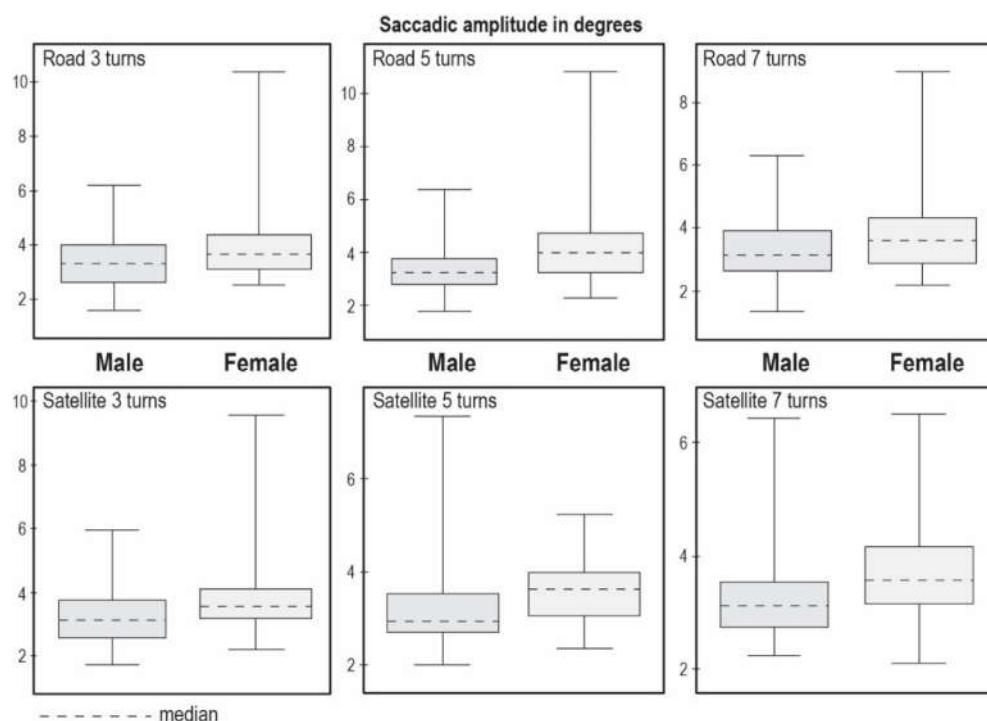 Saccadic amplitude in degrees
Road 3 turns
10
8
6
4
2
Road 5 turns
10
8
6
4
2
Road 7 turns
8
6
4
2
Male Female Male Female Male Female
Satellite 3 turns
10
8
6
4
2
Satellite 5 turns
6
4
2
Satellite 7 turns
6
4
2
median